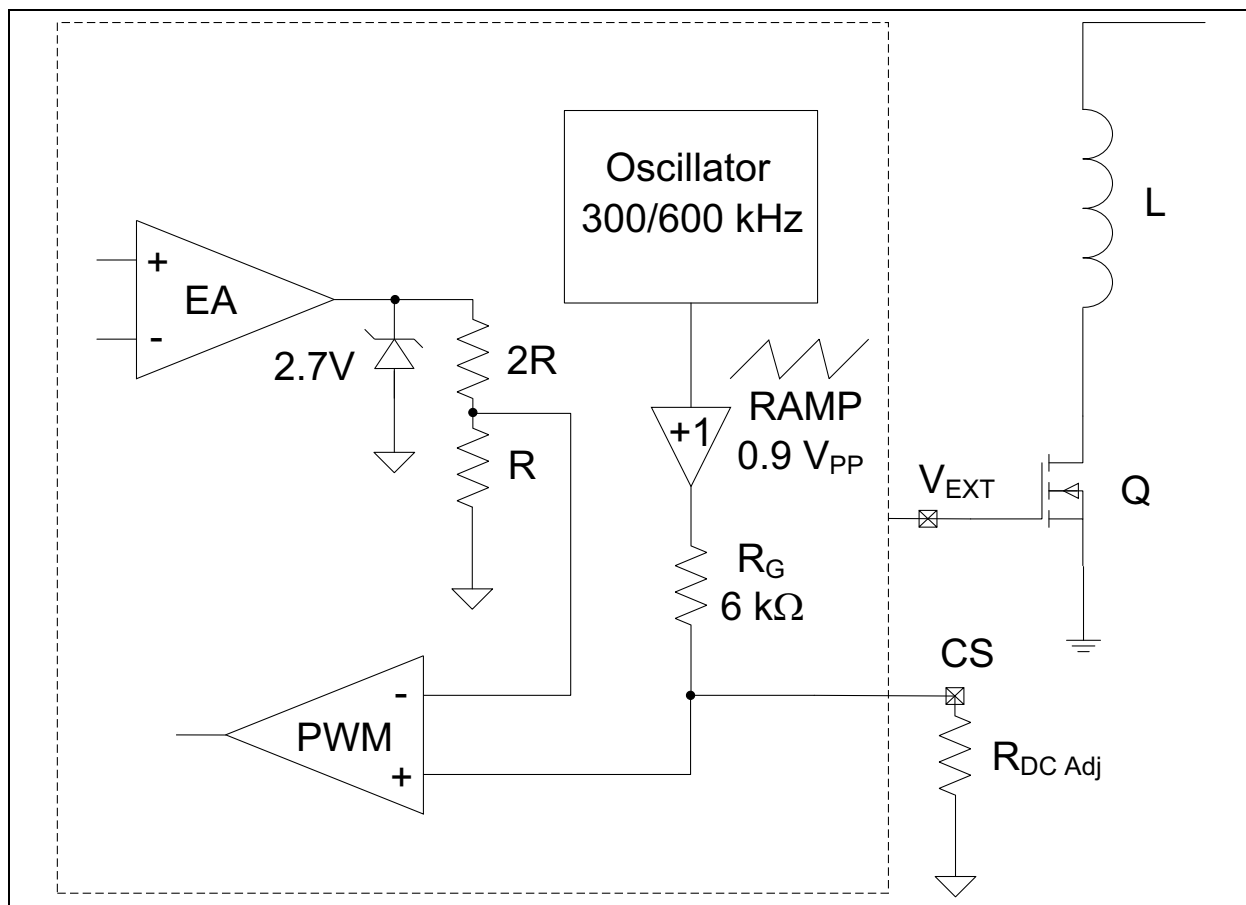 Oscillator
300/600 kHz
L
+
EA
-
2.7V
2R
RAMP
0.9 VPP
+1
R
VEXT
Q
RG
6 kΩ
CS
-
PWM
+
RDC Adj